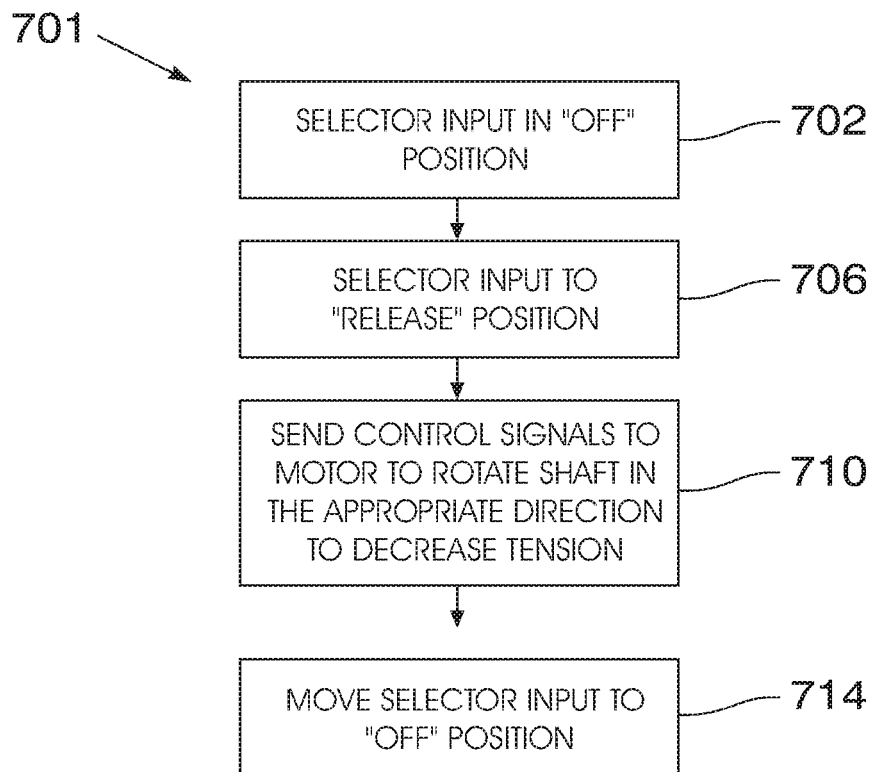 701
SELECTOR INPUT IN "OFF"
POSITION
702
SELECTOR INPUT TO
"RELEASE" POSITION
706
SEND CONTROL SIGNALS TO
MOTOR TO ROTATE SHAFT IN
THE APPROPRIATE DIRECTION
TO DECREASE TENSION
710
MOVE SELECTOR INPUT TO
"OFF" POSITION
714